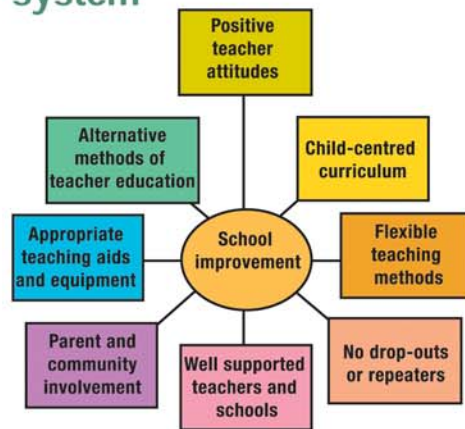 system
Positive
teacher
attitudes
Alternative
methods of
teacher education
Child-centred
curriculum
Appropriate
teaching aids
and equipment
School
improvement
Flexible
teaching
methods
Parent and
community
involvement
Well supported
teachers and
schools
No drop-outs
or repeaters